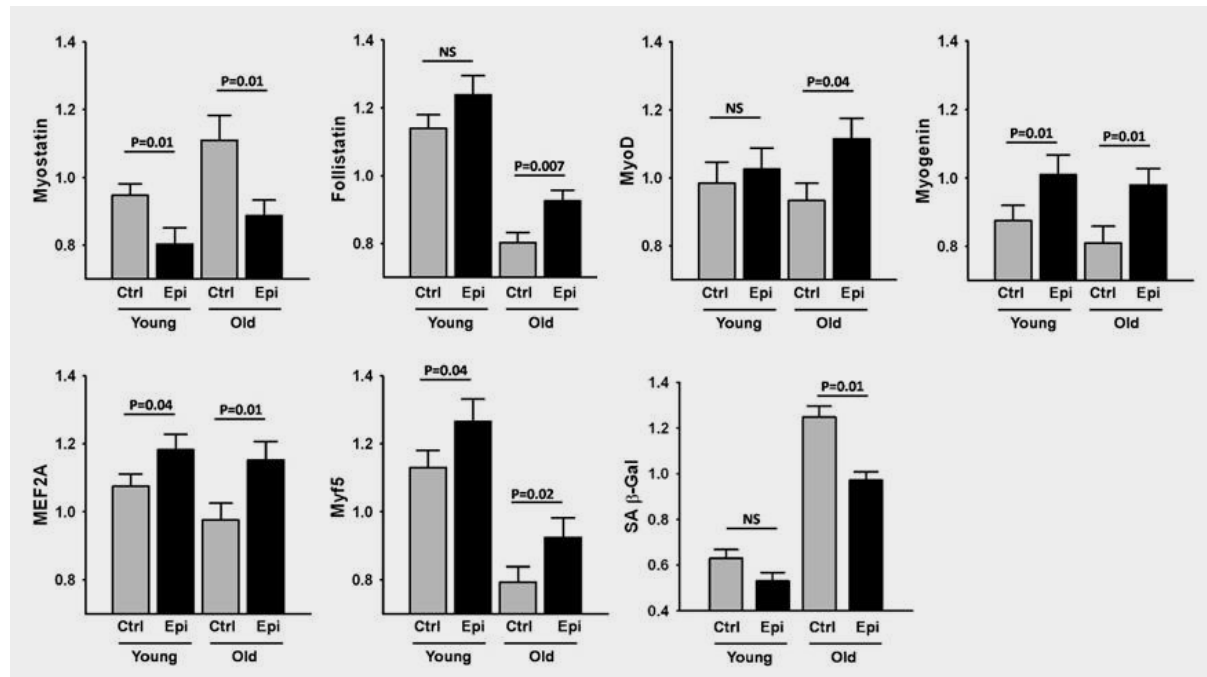 Myostatin
1.4
1.2
1.0
0.8
P=0.01
P=0.01
Ctrl Epi Ctrl Epi
Young Old
Follistatin
1.4
1.2
1.0
0.8
NS
P=0.007
Ctrl Epi Ctrl Epi
Young Old
MyoD
1.4
1.2
1.0
0.8
NS
P=0.04
Ctrl Epi Ctrl Epi
Young Old
Myogenin
1.4
1.2
1.0
0.8
P=0.01 P=0.01
Ctrl Epi Ctrl Epi
Young Old
MEF2A
1.4
1.2
1.0
0.8
P=0.04
P=0.01
Ctrl Epi Ctrl Epi
Young Old
Myf5
1.4
1.2
1.0
0.8
P=0.04
P=0.02
Ctrl Epi Ctrl Epi
Young Old
SA β-Gal
1.4
1.2
1.0
0.8
0.6
0.4
NS
P=0.01
Ctrl Epi Ctrl Epi
Young Old